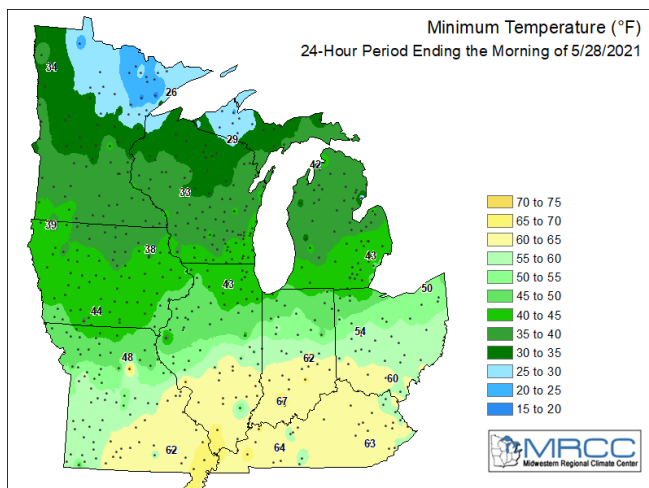 Minimum Temperature (°F)
24-Hour Period Ending the Morning of 5/28/2021
34
26
29
42
33
39
38
43
43
44
50
54
48
62
60
67
62
64
63
70 to 75
65 to 70
60 to 65
55 to 60
50 to 55
45 to 50
40 to 45
35 to 40
30 to 35
25 to 30
20 to 25
15 to 20
MRCC
Midwestern Regional Climate Center